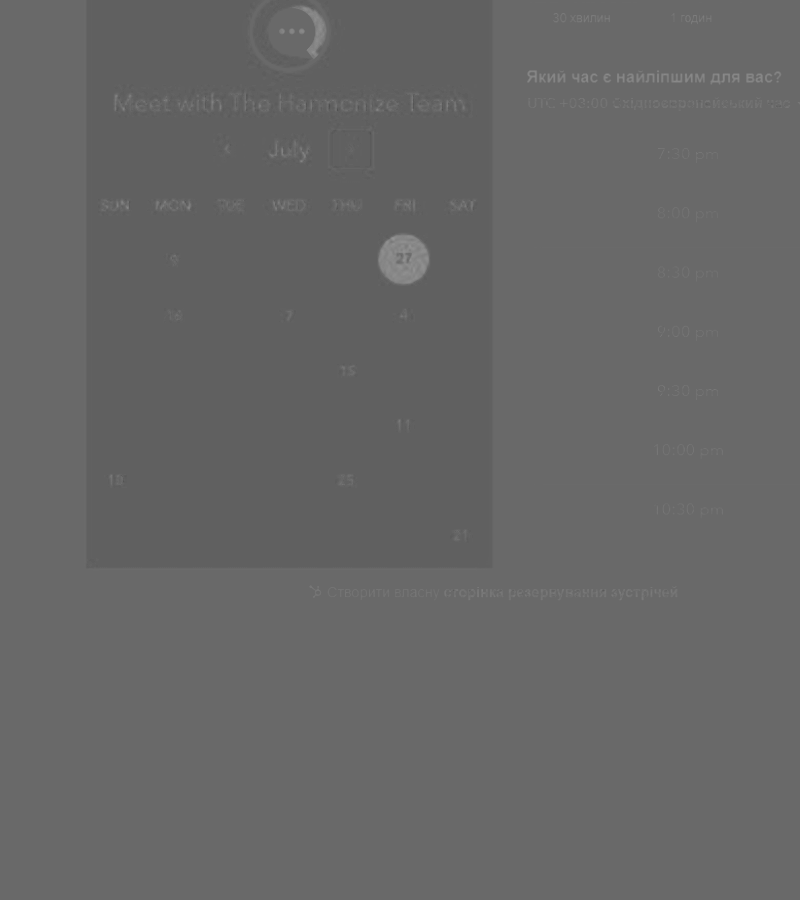 30 хвилин 1 годин
Який час є найліпшим для вас?
Meet with The Harmonize Team
UTC +03:00 Східноєвропейський час
July
7:30 pm
SUN MON TUE WED THU FRI SAT
8:00 pm
9 27
8:30 pm
16 7 4
9:00 pm
15
9:30 pm
11
10:00 pm
18 25
10:30 pm
21
Створити власну сторінка резервування зустрічей